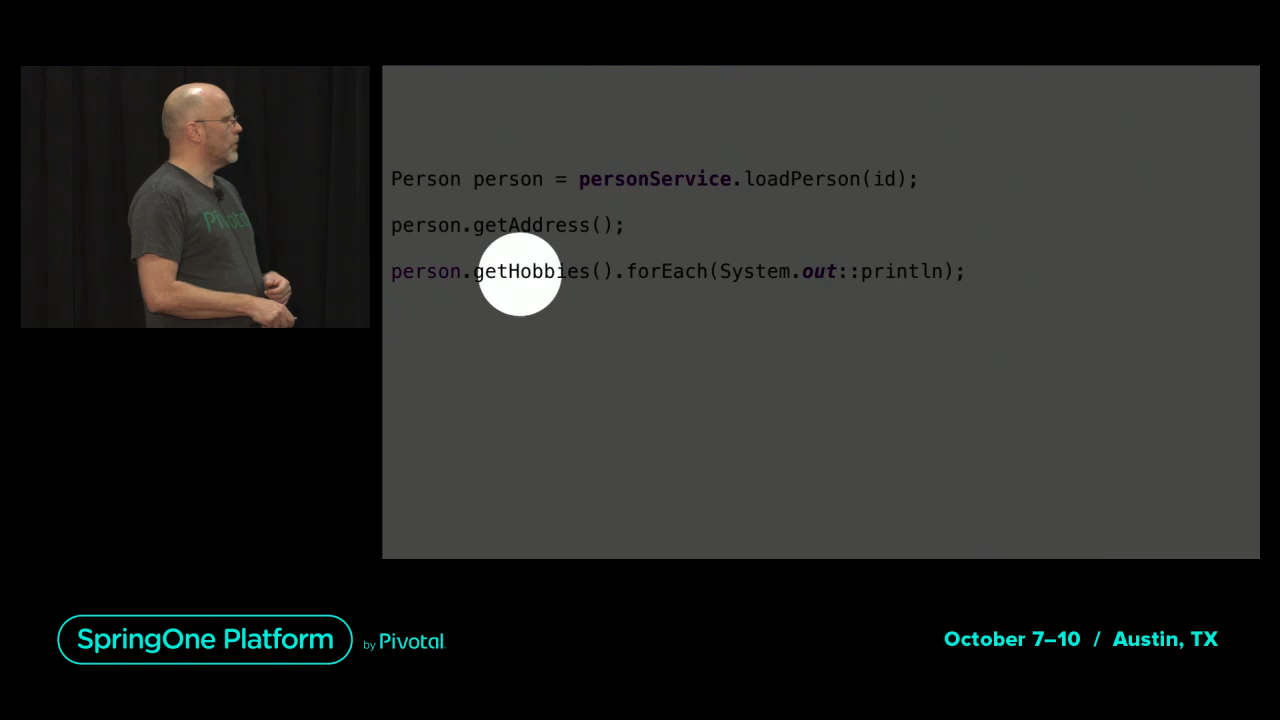 Pivotal
Person person = personService.loadPerson(id);
person.getAddress();
person.getHobbies().forEach(System.out::println);
SpringOne Platform
by Pivotal
October 7–10 / Austin, TX